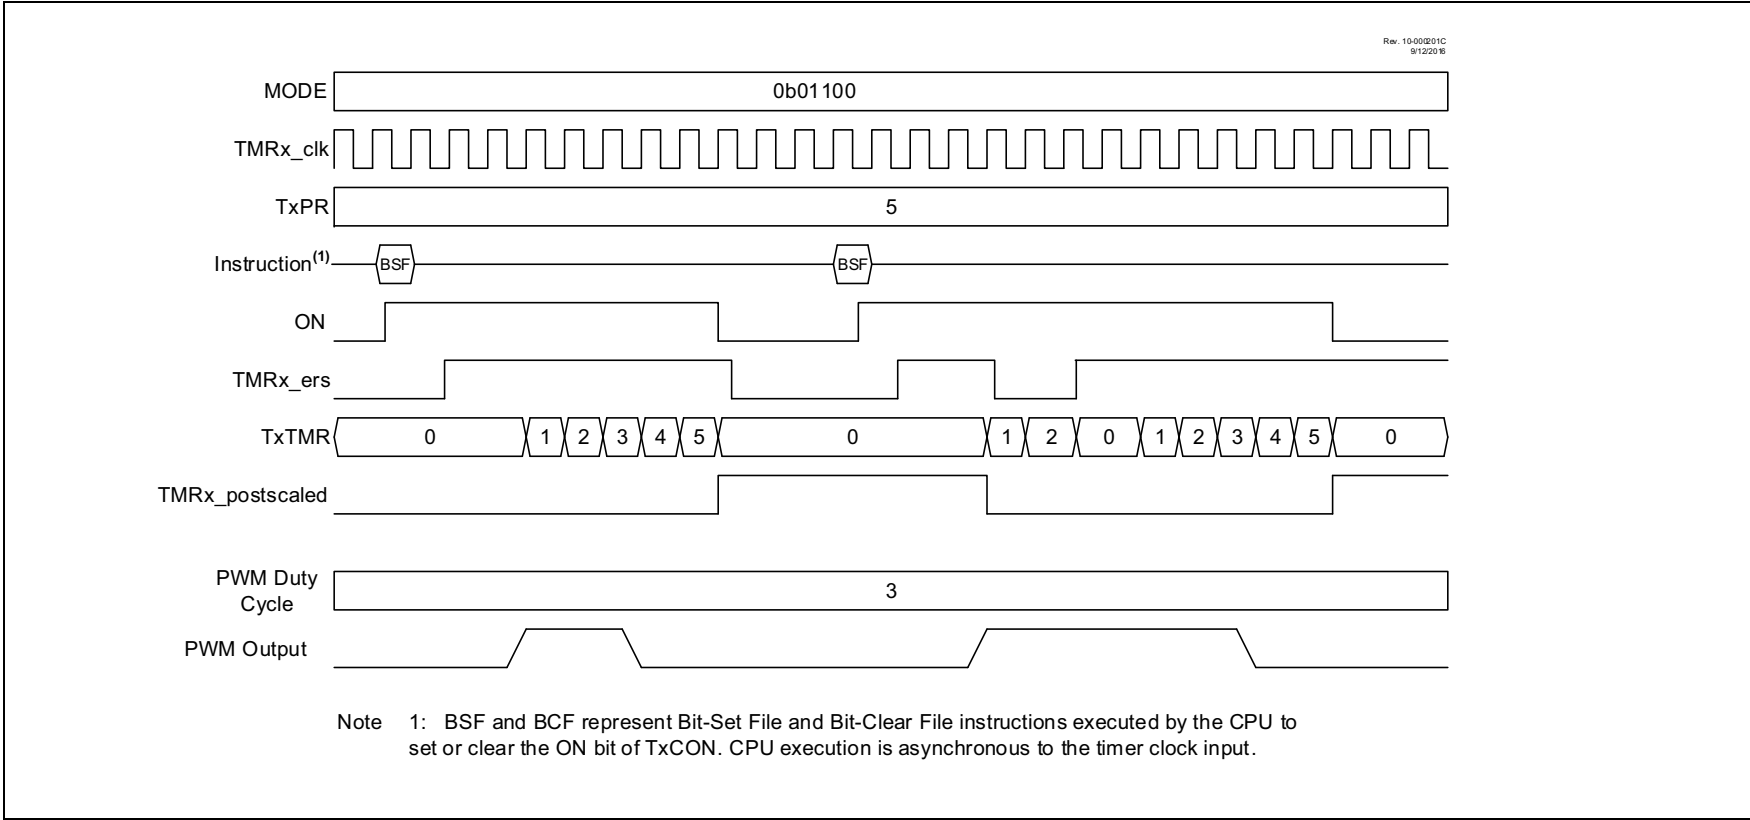 Rev. 10-000201C
9/12/2016
MODE 0b01100
TMRx_clk
TxPR 5
Instruction(1) BSF BSF
ON
TMRx_ers
TxTMR 0 1 2 3 4 5 0 1 2 0 1 2 3 4 5 0
TMRx_postscaled
PWM Duty
Cycle 3
PWM Output
Note 1: BSF and BCF represent Bit-Set File and Bit-Clear File instructions executed by the CPU to
set or clear the ON bit of TxCON. CPU execution is asynchronous to the timer clock input.